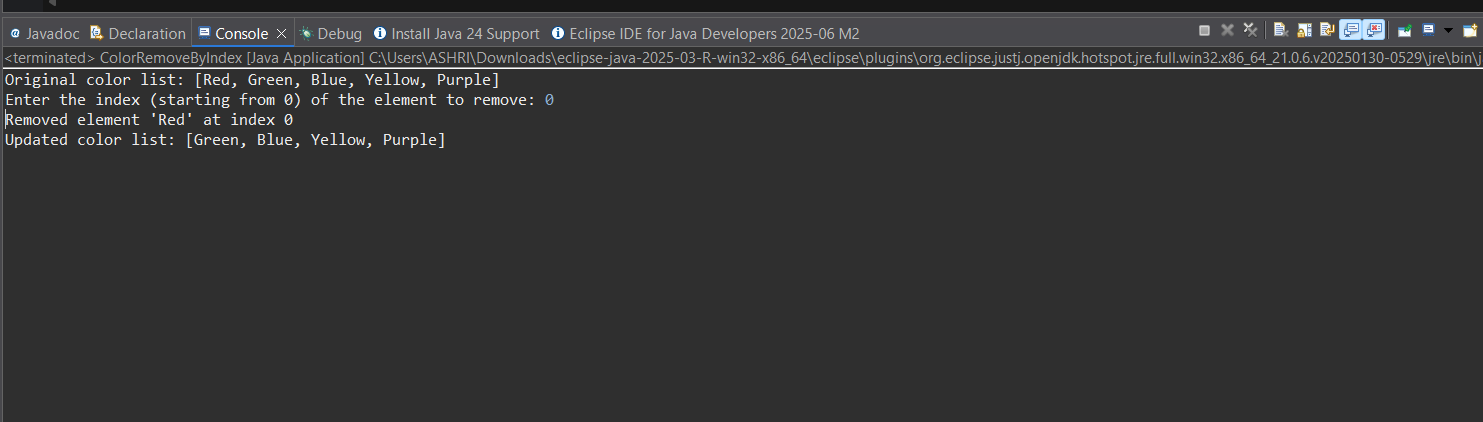 Javadoc Declaration Console Debug Install Java 24 Support Eclipse IDE for Java Developers 2025-06 M2
<terminated> ColorRemoveByIndex [Java Application] C:\Users\ASHRI\Downloads\eclipse-java-2025-03-R-win32-x86_64\eclipse\plugins\org.eclipse.justj.openjdk.hotspot.jre.full.win32.x86_64_21.0.6.v20250130-0529\jre\bin\j
Original color list: [Red, Green, Blue, Yellow, Purple]
Enter the index (starting from 0) of the element to remove: 0
Removed element 'Red' at index 0
Updated color list: [Green, Blue, Yellow, Purple]